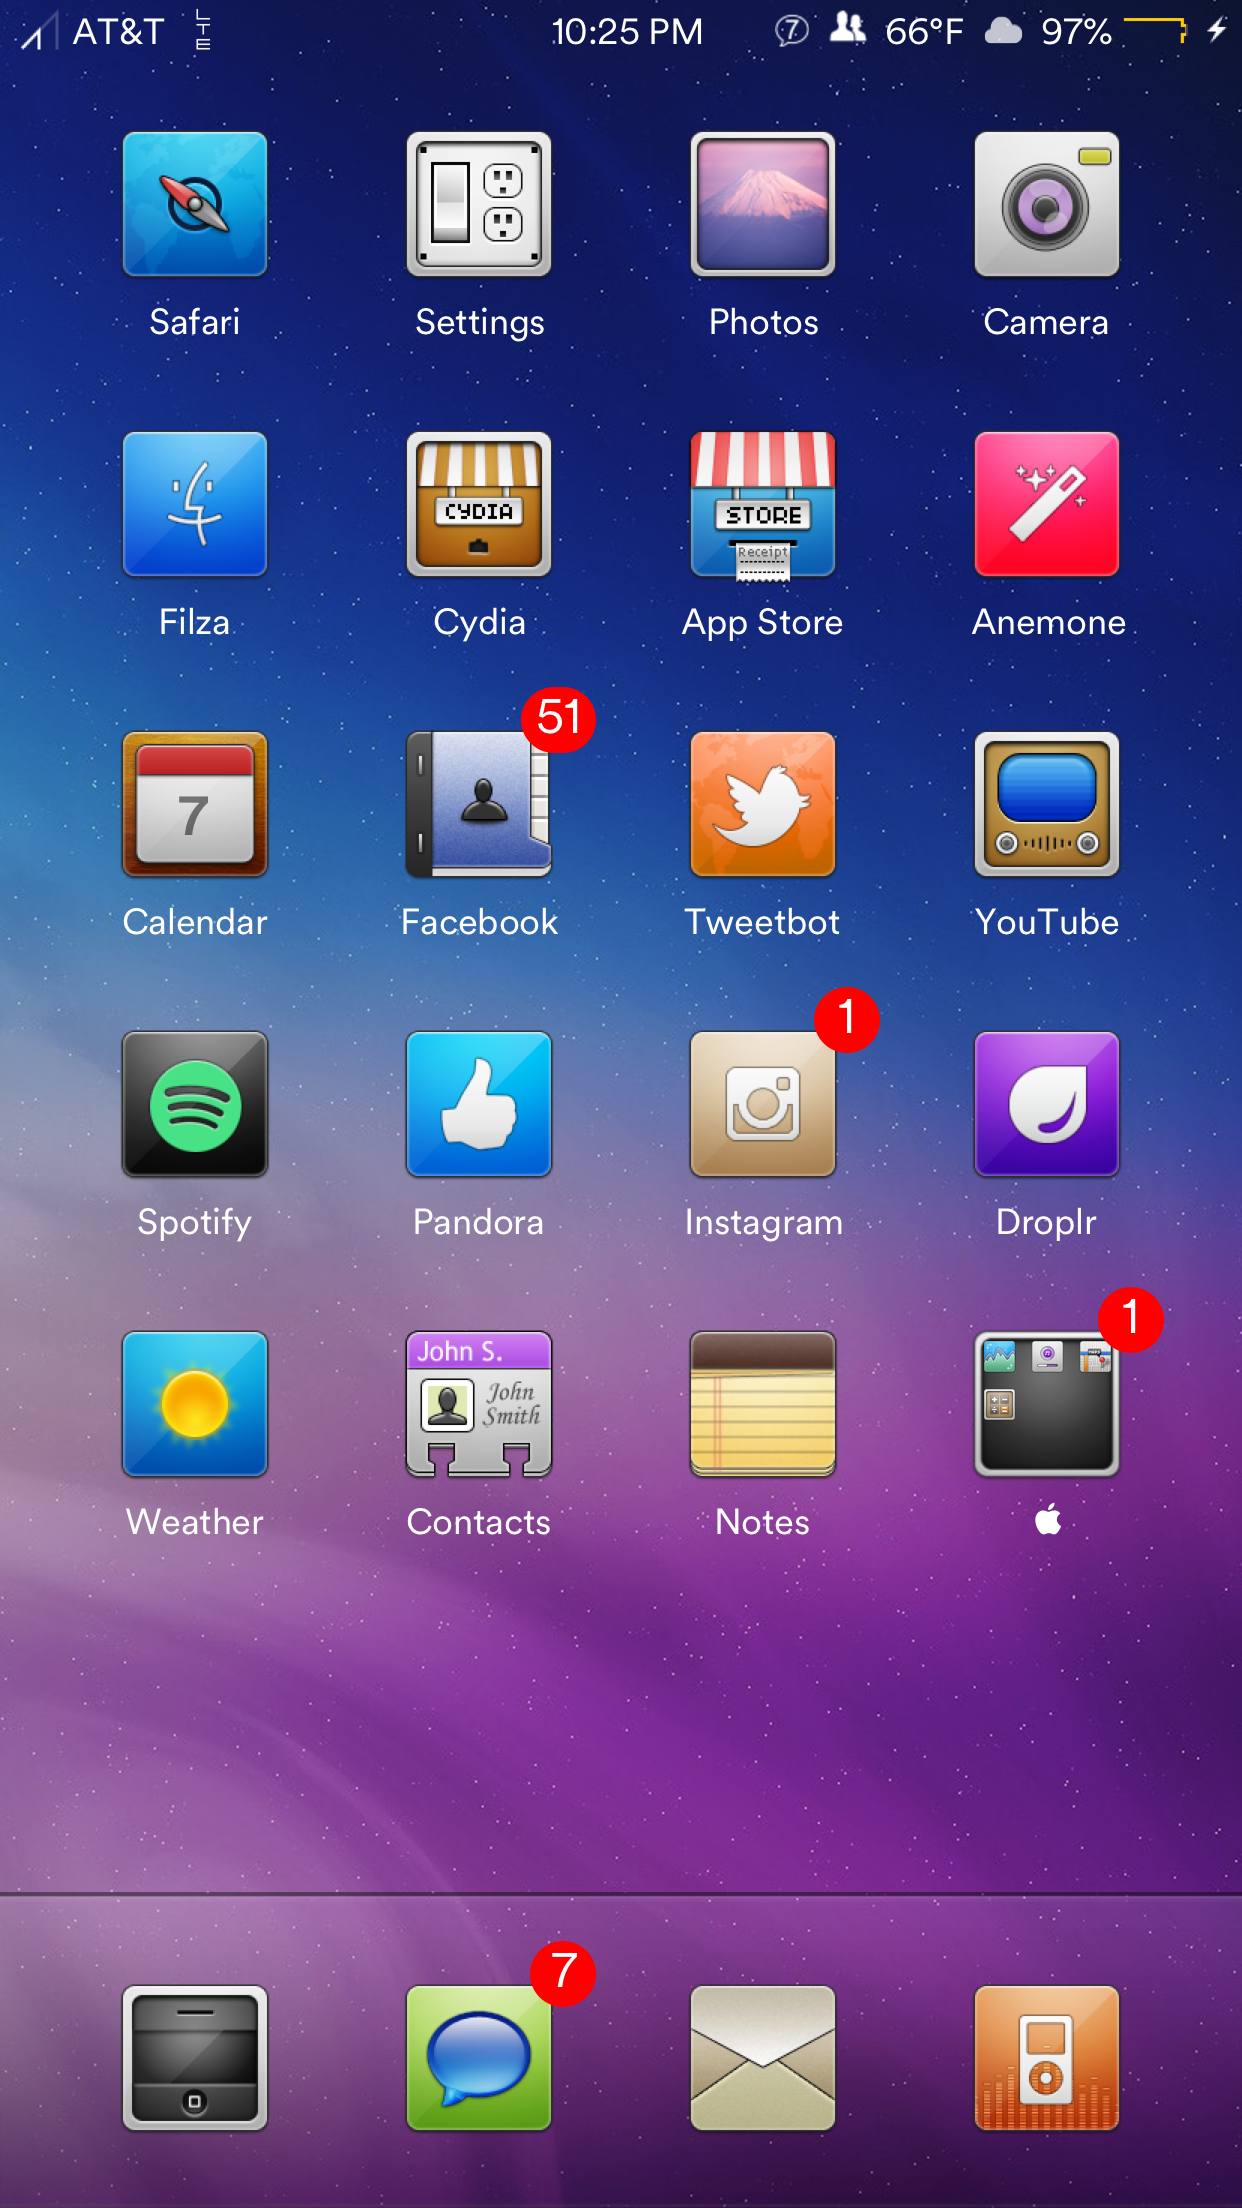 AT&T LTE 10:25 PM 7 66°F 97%
Safari Settings Photos Camera
CYDIA STORE
Receipt
Filza Cydia App Store Anemone
51
7
Calendar Facebook Tweetbot YouTube
1
Spotify Pandora Instagram Droplr
1
John S.
John
Smith
Weather Contacts Notes
7